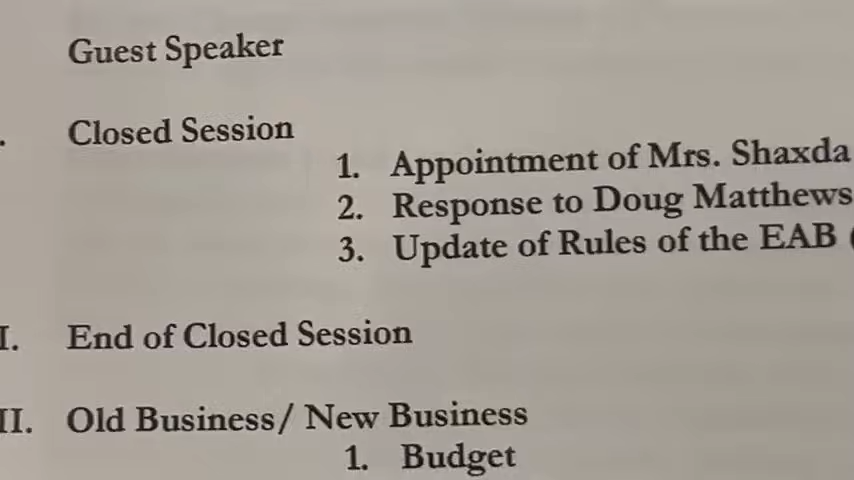 Guest Speaker
. Closed Session
1. Appointment of Mrs. Shaxda
2. Response to Doug Matthews
3. Update of Rules of the EAB (
I. End of Closed Session
II. Old Business/ New Business
1. Budget